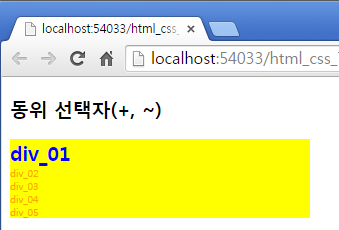 localhost:54033/html_css_
localhost:54033/html_css_
동위 선택자(+, ~)
div_01
div_02
div_03
div_04
div_05